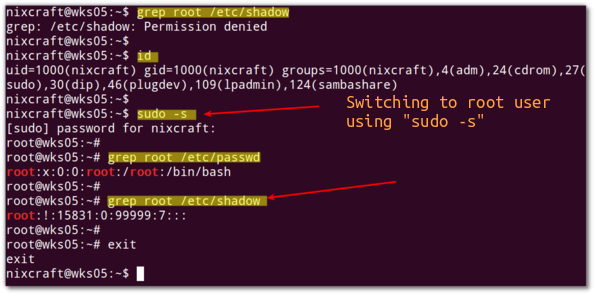 nixcraft@wks05:~$ grep root /etc/shadow
grep: /etc/shadow: Permission denied
nixcraft@wks05:~$
nixcraft@wks05:~$ id
uid=1000(nixcraft) gid=1000(nixcraft) groups=1000(nixcraft),4(adm),24(cdrom),27(
sudo),30(dip),46(plugdev),109(lpadmin),124(sambashare)
nixcraft@wks05:~$
nixcraft@wks05:~$ sudo -s
Switching to root user
using "sudo -s"
[sudo] password for nixcraft:
root@wks05:~#
root@wks05:~# grep root /etc/passwd
root:x:0:0:root:/root:/bin/bash
root@wks05:~#
root@wks05:~# grep root /etc/shadow
root:!:15831:0:99999:7:::
root@wks05:~#
root@wks05:~# exit
exit
nixcraft@wks05:~$